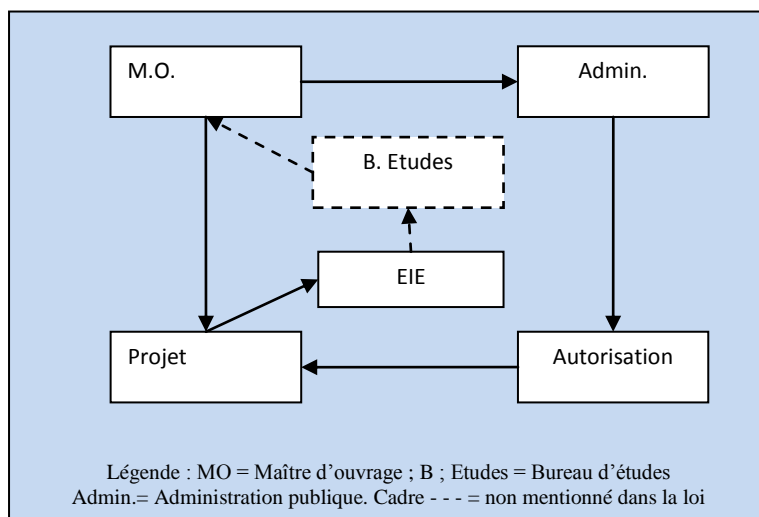 M.O.
Admin.
B. Etudes
EIE
Projet
Autorisation
Légende : MO = Maître d’ouvrage ; B ; Etudes = Bureau d’études
Admin.= Administration publique. Cadre - - - = non mentionné dans la loi